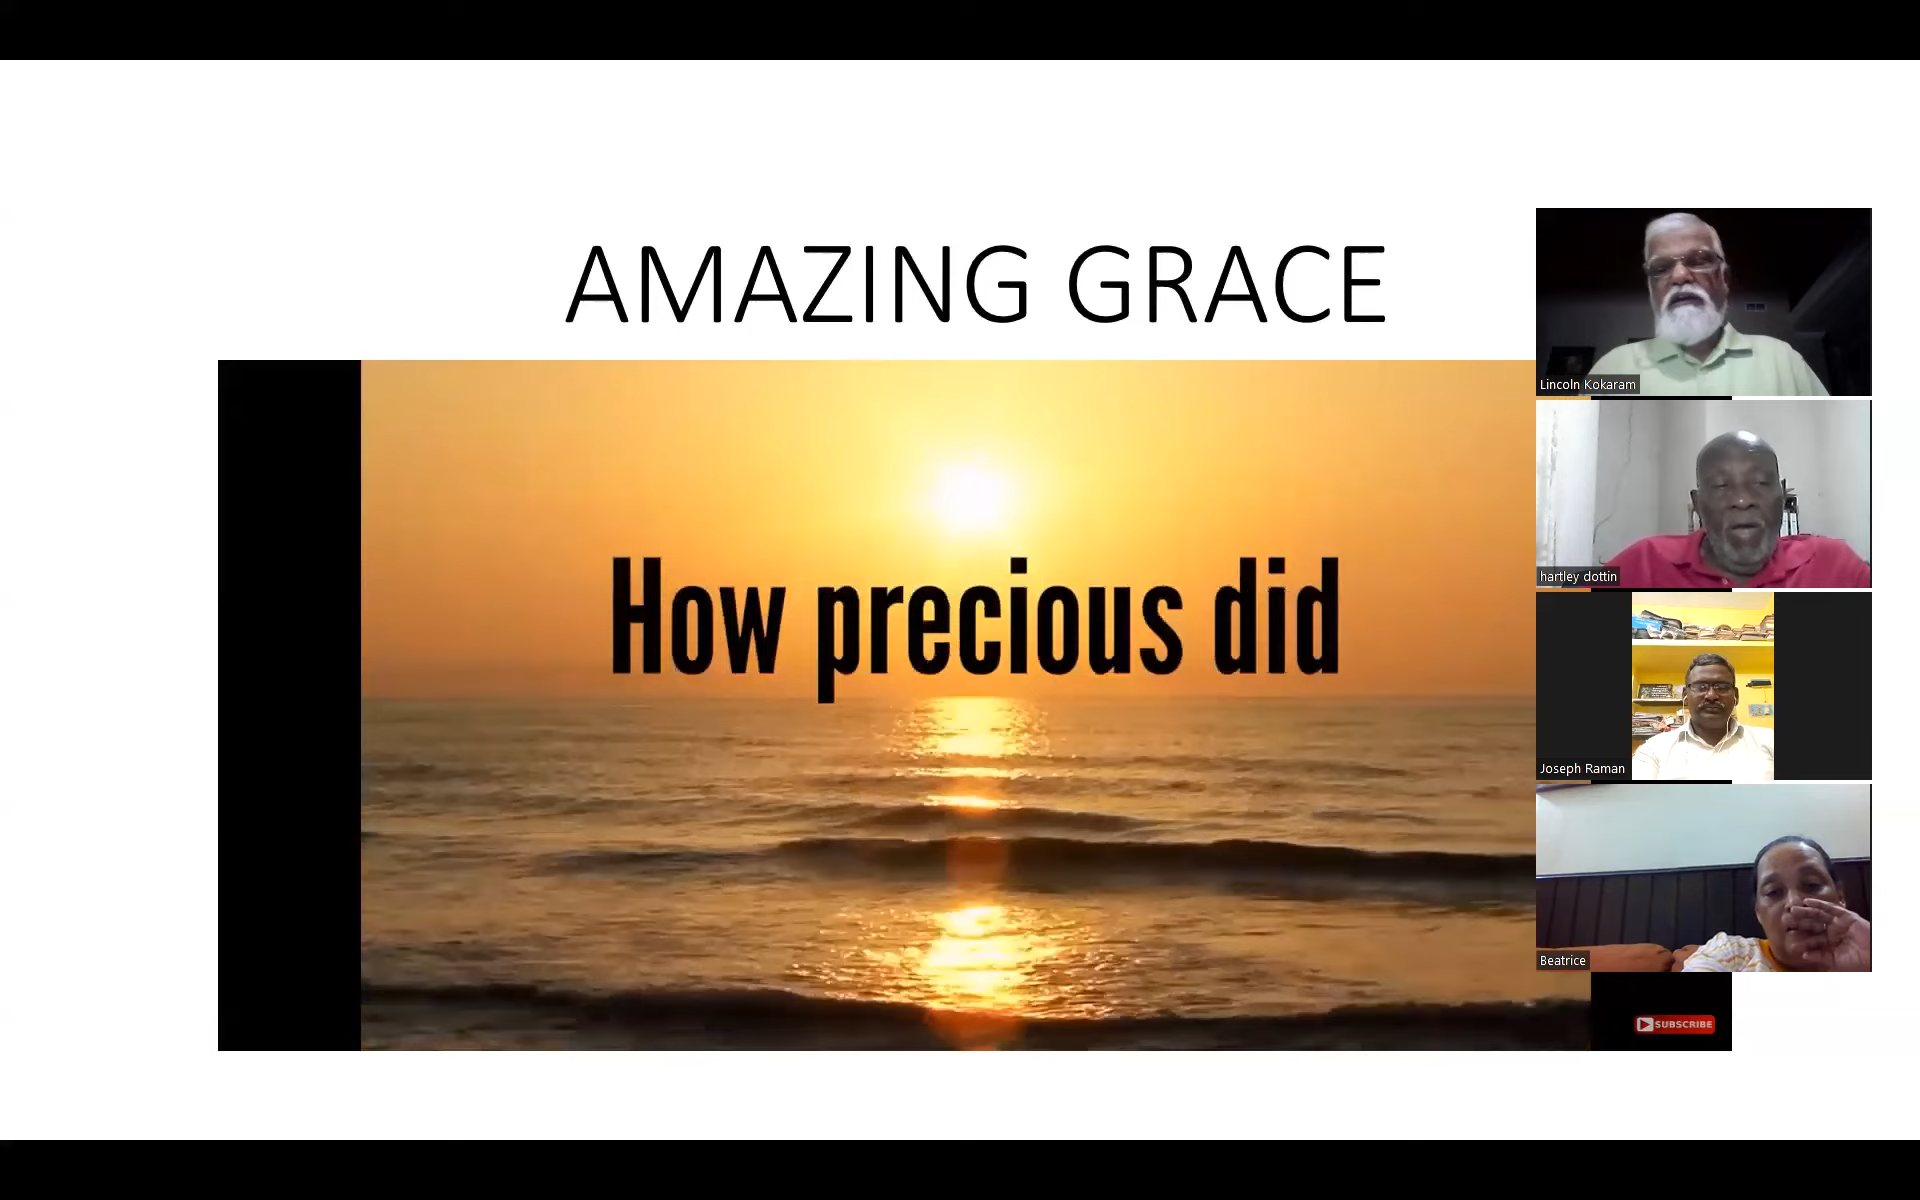 AMAZING GRACE
How precious did
SUBSCRIBE
Lincoln Kokaram
hartley dottin
Joseph Raman
Beatrice